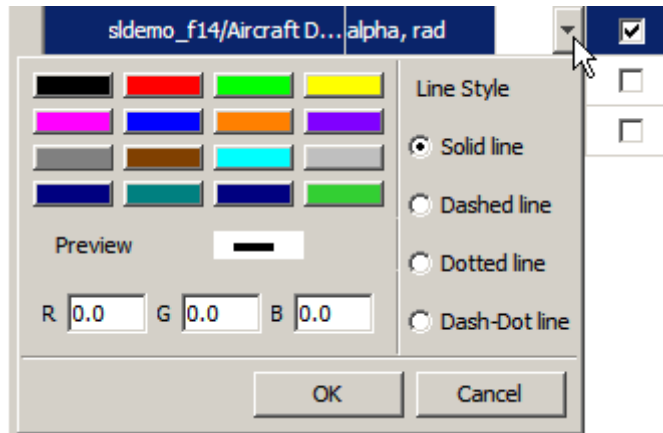 sldemo_f14/Aircraft D... alpha, rad
Line Style
Solid line
Dashed line
Dotted line
Dash-Dot line
Preview
R 0.0 G 0.0 B 0.0
OK Cancel